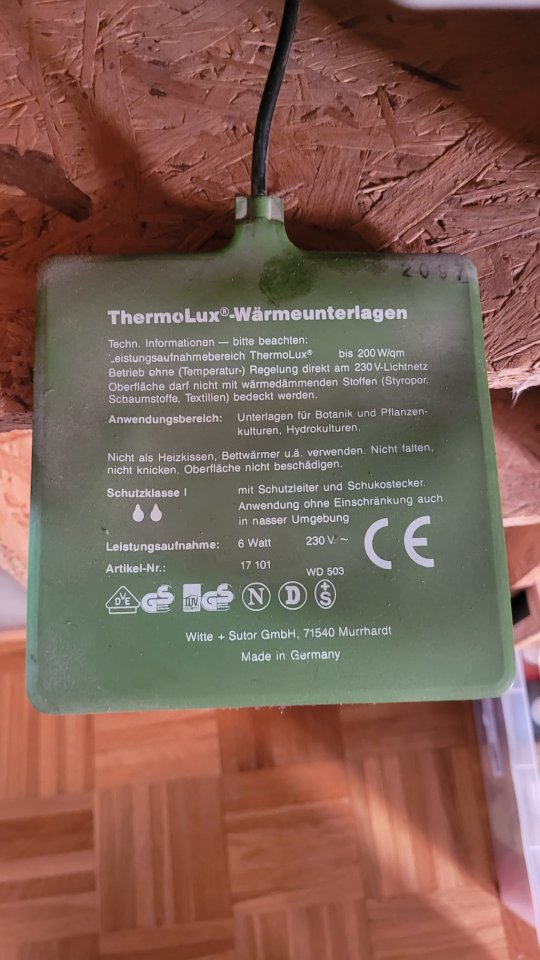 2097
ThermoLux®-Wärmeunterlagen
Techn. Informationen — bitte beachten:
Leistungsaufnahmebereich ThermoLux® bis 200 W/qm
Betrieb ohne (Temperatur-) Regelung direkt am 230 V-Lichtnetz
Oberfläche darf nicht mit wärmedämmenden Stoffen (Styropor,
Schaumstoffe, Textilien) bedeckt werden.
Anwendungsbereich: Unterlagen für Botanik und Pflanzen-
kulturen, Hydrokulturen.
Nicht als Heizkissen, Bettwärmer u.ä. verwenden. Nicht falten,
nicht knicken, Oberfläche nicht beschädigen.
Schutzklasse I mit Schutzleiter und Schukostecker.
Anwendung ohne Einschränkung auch
in nasser Umgebung
Leistungsaufnahme: 6 Watt 230 V ~ CE
Artikel-Nr.: 17 101 WD 503
VDE GS TÜV GS N D +S
Witte + Sutor GmbH, 71540 Murrhardt
Made in Germany